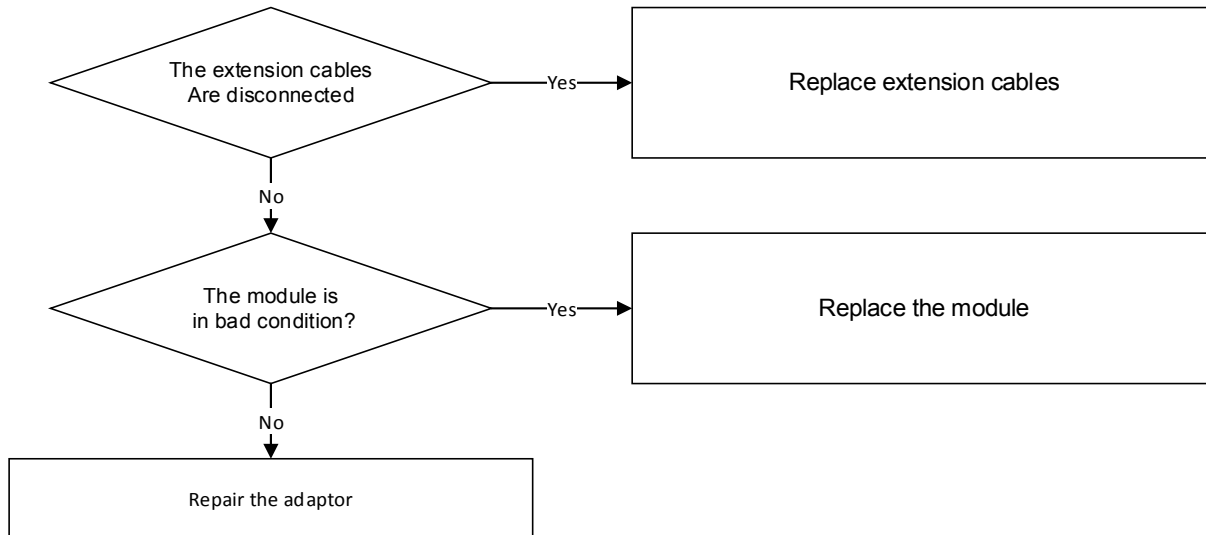 The extension cables
Are disconnected
Yes
Replace extension cables
No
The module is
in bad condition?
Yes
Replace the module
No
Repair the adaptor